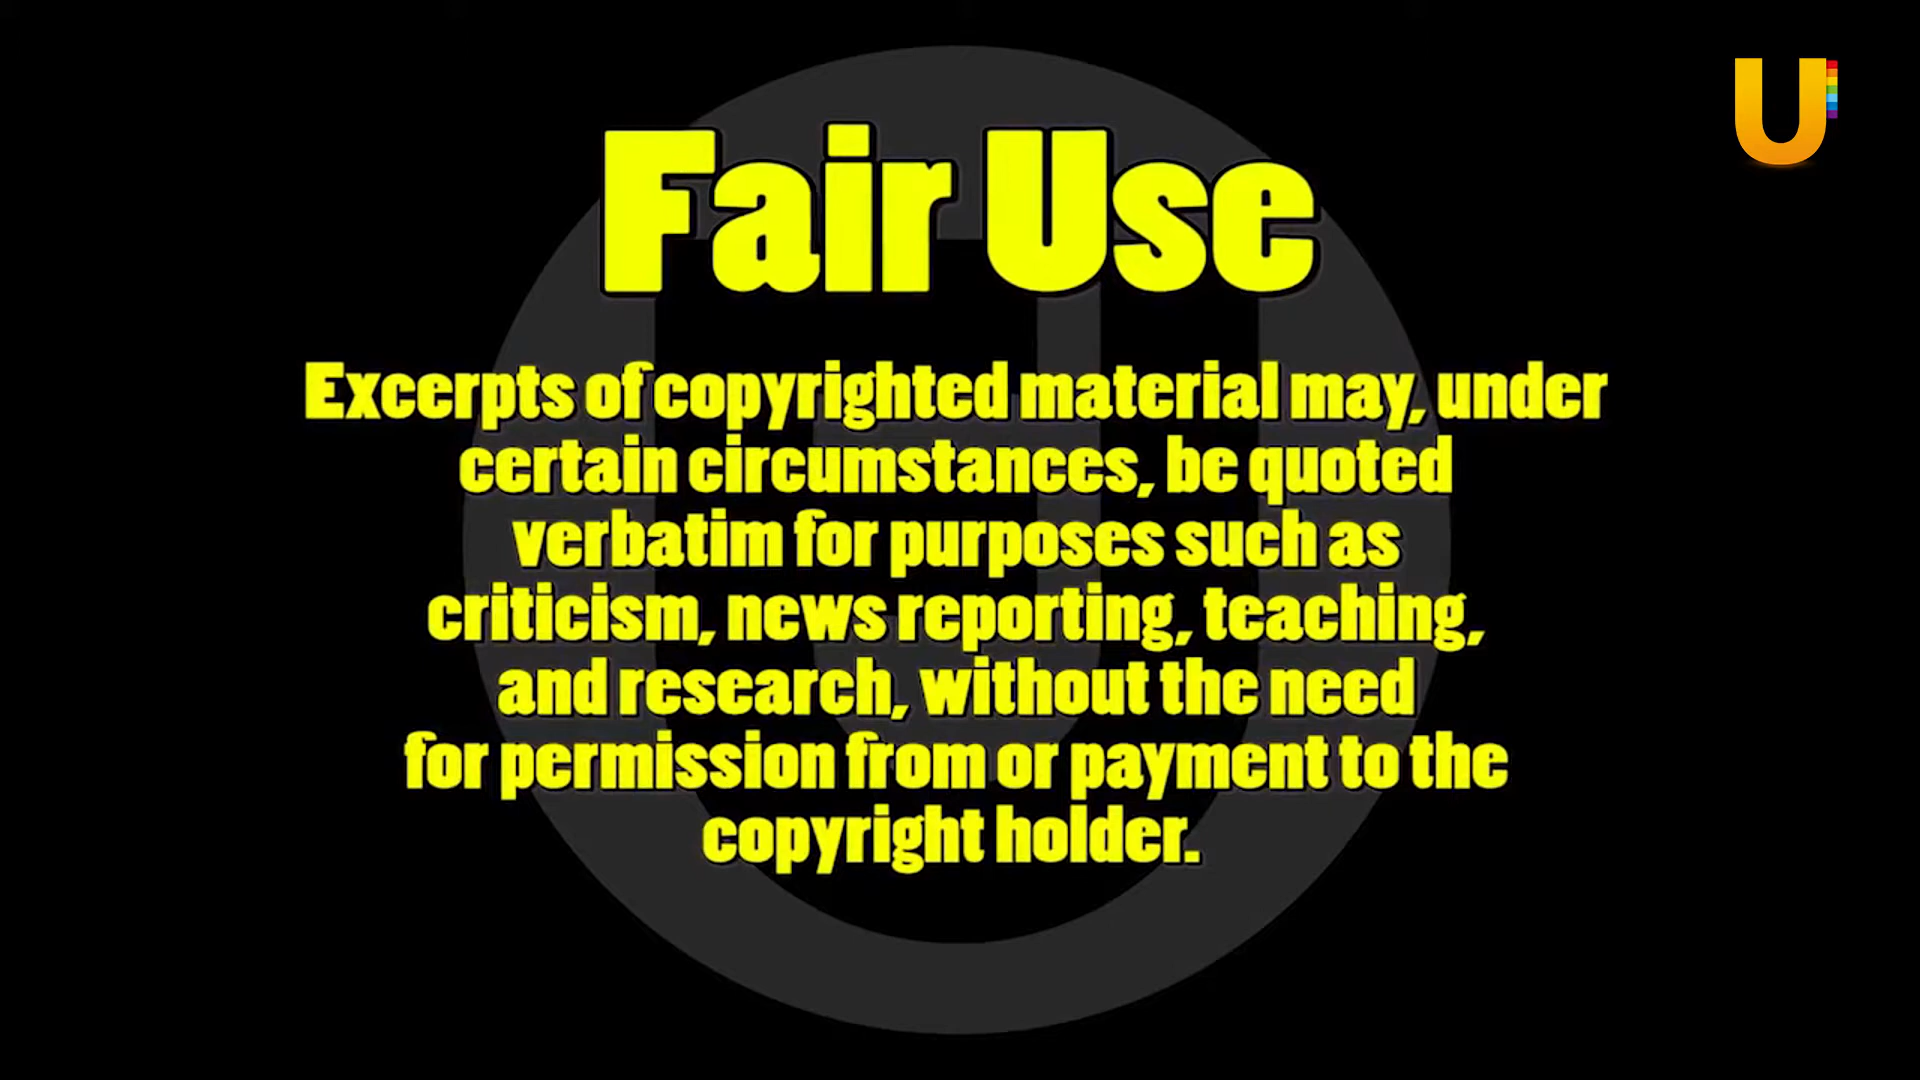 U
Fair Use
Excerpts of copyrighted material may, under
certain circumstances, be quoted
verbatim for purposes such as
criticism, news reporting, teaching,
and research, without the need
for permission from or payment to the
copyright holder.